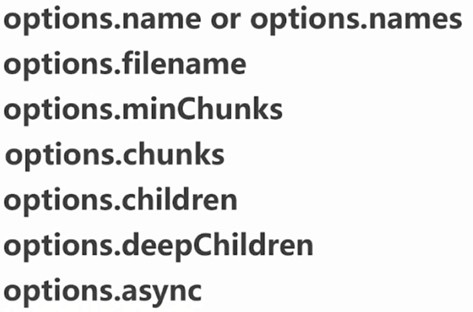 options.name or options.names
options.filename
options.minChunks
options.chunks
options.children
options.deepChildren
options.async